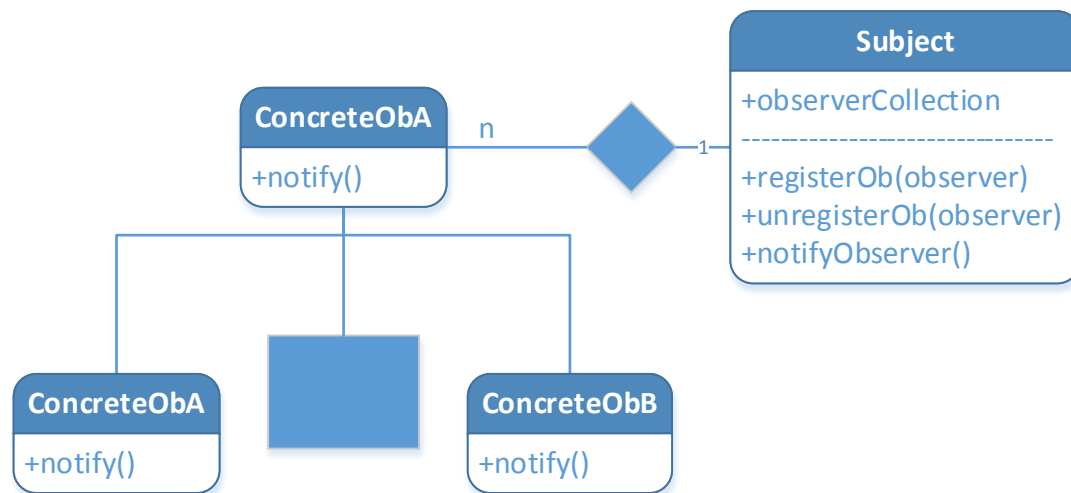 Subject
+observerCollection
--------------------------------
+registerOb(observer)
+unregisterOb(observer)
+notifyObserver()
ConcreteObA
+notify()
n
1
ConcreteObA
+notify()
ConcreteObB
+notify()